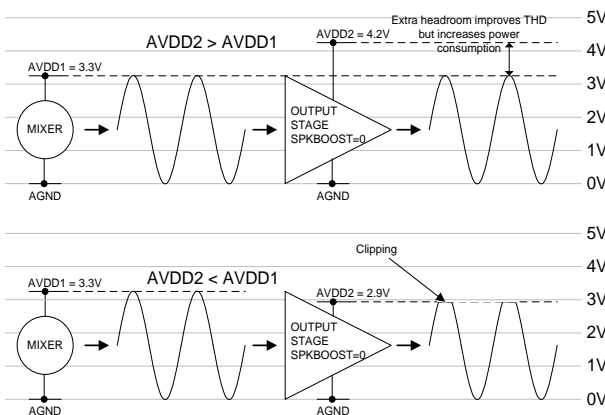 Extra headroom improves THD
but increases power
consumption
5V
AVDD2 > AVDD1
AVDD2 = 4.2V
4V
AVDD1 = 3.3V
3V
MIXER
OUTPUT
STAGE
SPKBOOST=0
2V
1V
0V
AGND
AGND
5V
Clipping
4V
AVDD1 = 3.3V
AVDD2 < AVDD1
AVDD2 = 2.9V
3V
MIXER
OUTPUT
STAGE
SPKBOOST=0
2V
1V
0V
AGND
AGND